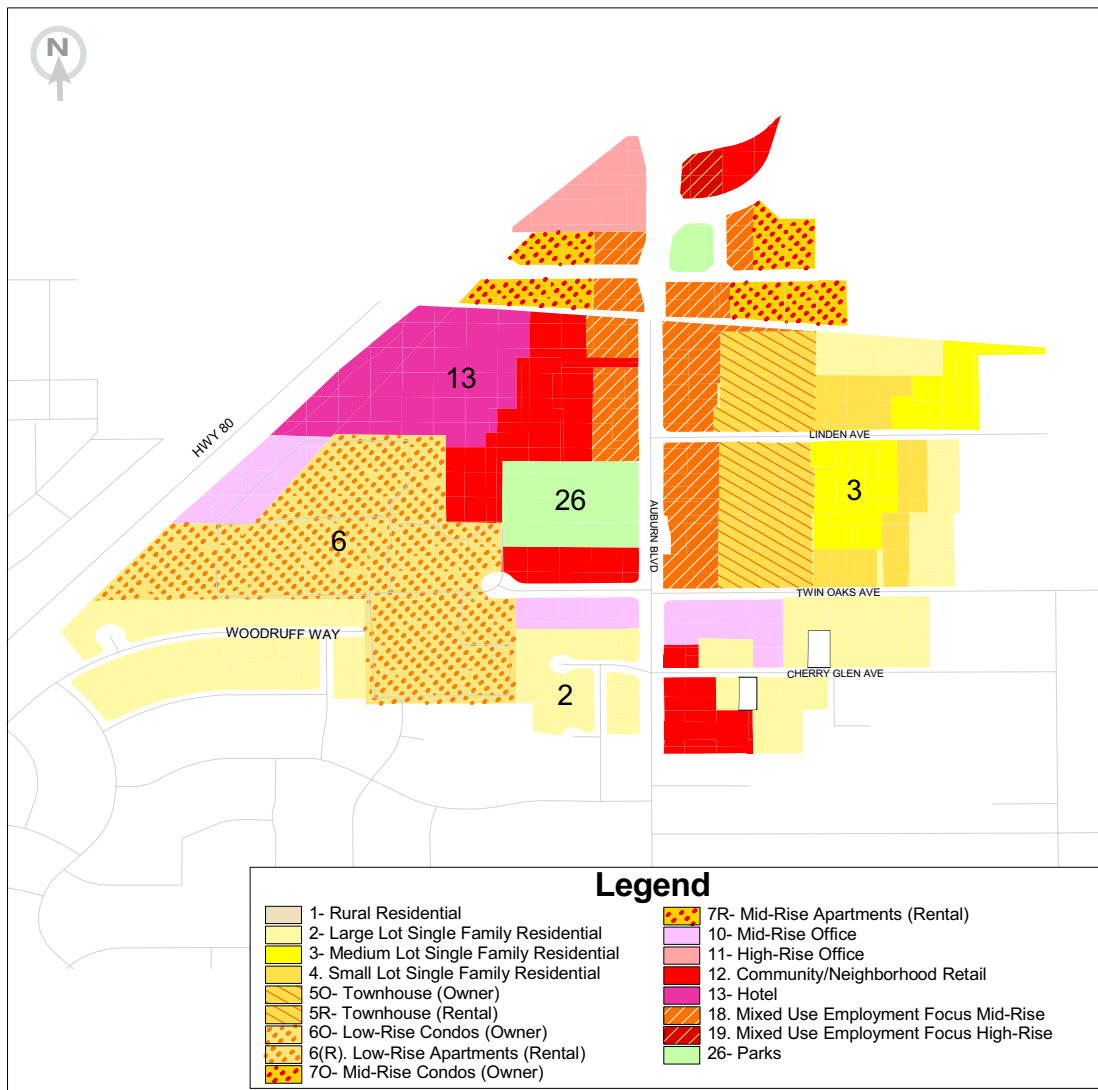 N
13
HWY 80
LINDEN AVE
3
26
AUBURN BLVD
6
TWIN OAKS AVE
WOODRUFF WAY
CHERRY GLEN AVE
2
Legend
1- Rural Residential
2- Large Lot Single Family Residential
3- Medium Lot Single Family Residential
4. Small Lot Single Family Residential
5O- Townhouse (Owner)
5R- Townhouse (Rental)
6O- Low-Rise Condos (Owner)
6(R). Low-Rise Apartments (Rental)
7O- Mid-Rise Condos (Owner)
7R- Mid-Rise Apartments (Rental)
10- Mid-Rise Office
11- High-Rise Office
12. Community/Neighborhood Retail
13- Hotel
18. Mixed Use Employment Focus Mid-Rise
19. Mixed Use Employment Focus High-Rise
26- Parks